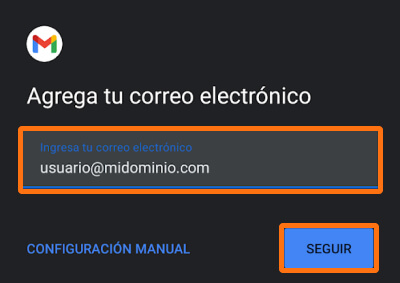 Agrega tu correo electrónico
Ingresa tu correo electrónico
usuario@midominio.com
CONFIGURACIÓN MANUAL
SEGUIR